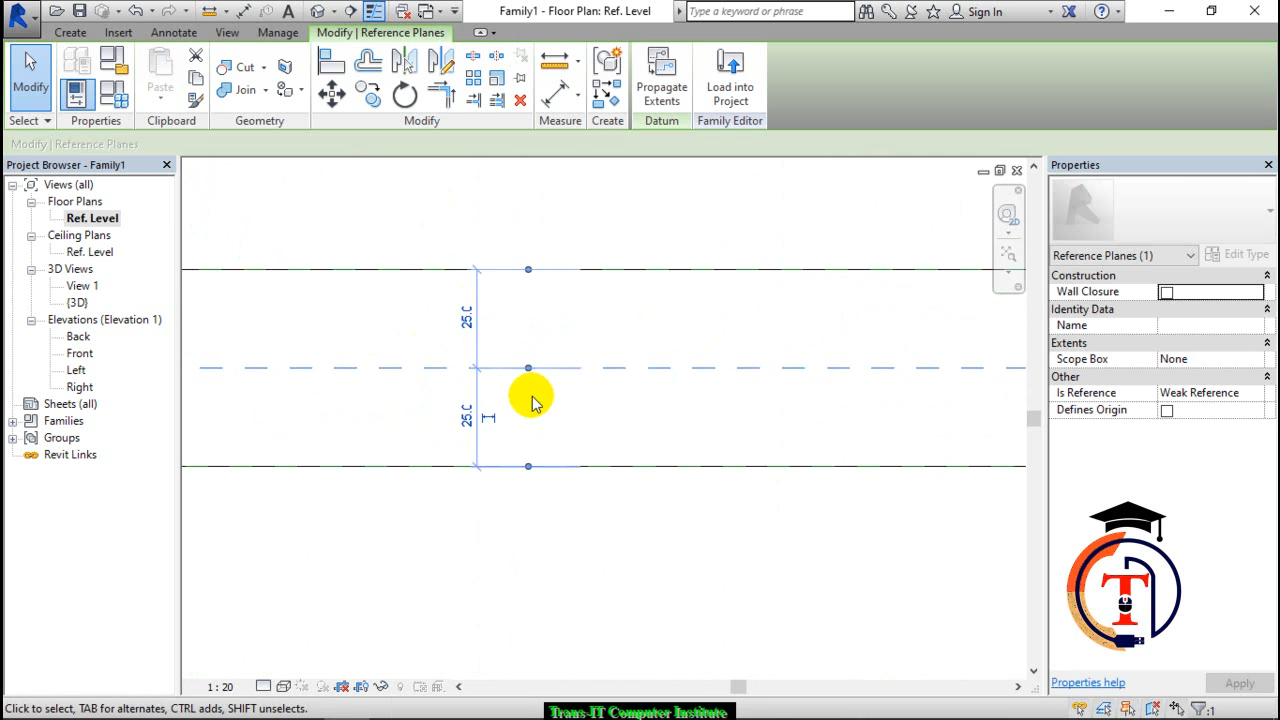 Family1 - Floor Plan: Ref. Level
Type a keyword or phrase
Sign In
Create
Insert
Annotate
View
Manage
Modify | Reference Planes
Modify
Paste
Cut
Join
Propagate Extents
Load into Project
Select
Properties
Clipboard
Geometry
Modify
Measure
Create
Datum
Family Editor
Modify | Reference Planes
Project Browser - Family1
Views (all)
Floor Plans
Ref. Level
Ceiling Plans
Ref. Level
3D Views
View 1
{3D}
Elevations (Elevation 1)
Back
Front
Left
Right
Sheets (all)
Families
Groups
Revit Links
25.0
25.0
2D
Properties
Reference Planes (1)
Edit Type
Construction
Wall Closure
Identity Data
Name
Extents
Scope Box None
Other
Is Reference Weak Reference
Defines Origin
T
Properties help
Apply
1 : 20
Click to select, TAB for alternates, CTRL adds, SHIFT unselects.
:1
Trans-IT Computer Institute